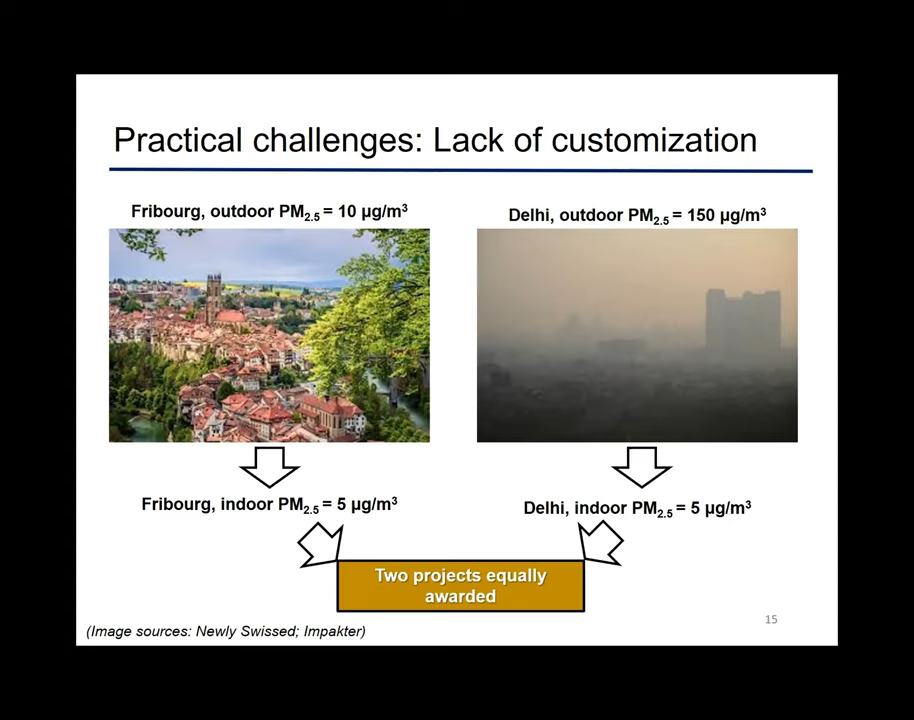 Practical challenges: Lack of customization
Fribourg, outdoor PM2.5 = 10 µg/m³
Delhi, outdoor PM2.5 = 150 µg/m³
Fribourg, indoor PM2.5 = 5 µg/m³
Delhi, indoor PM2.5 = 5 µg/m³
Two projects equally
awarded
15
(Image sources: Newly Swissed; Impakter)